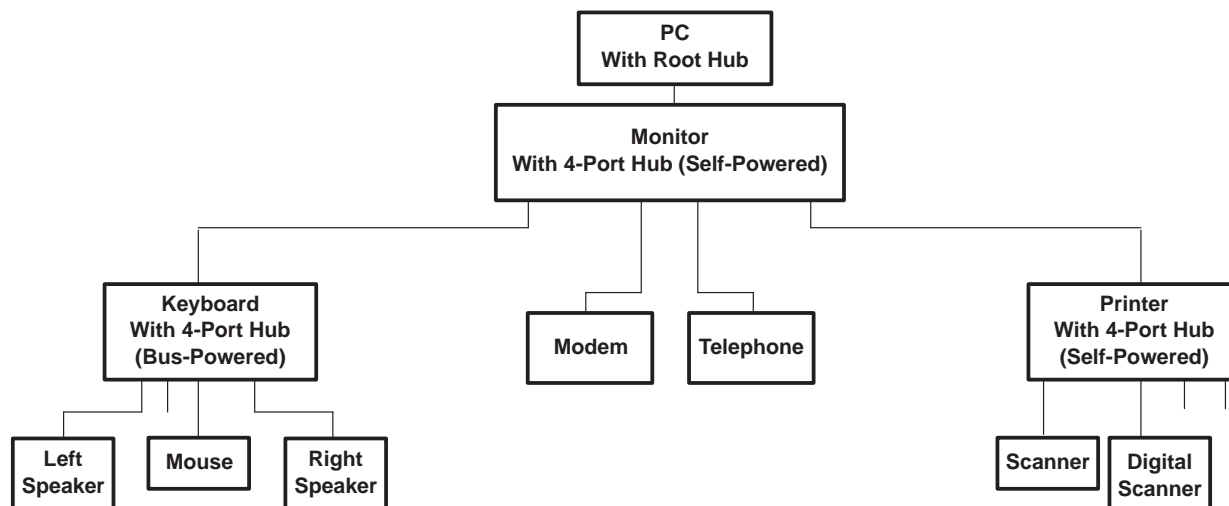 PC
With Root Hub
Monitor
With 4-Port Hub (Self-Powered)
Keyboard
With 4-Port Hub
(Bus-Powered)
Modem
Telephone
Printer
With 4-Port Hub
(Self-Powered)
Left
Speaker
Mouse
Right
Speaker
Scanner
Digital
Scanner